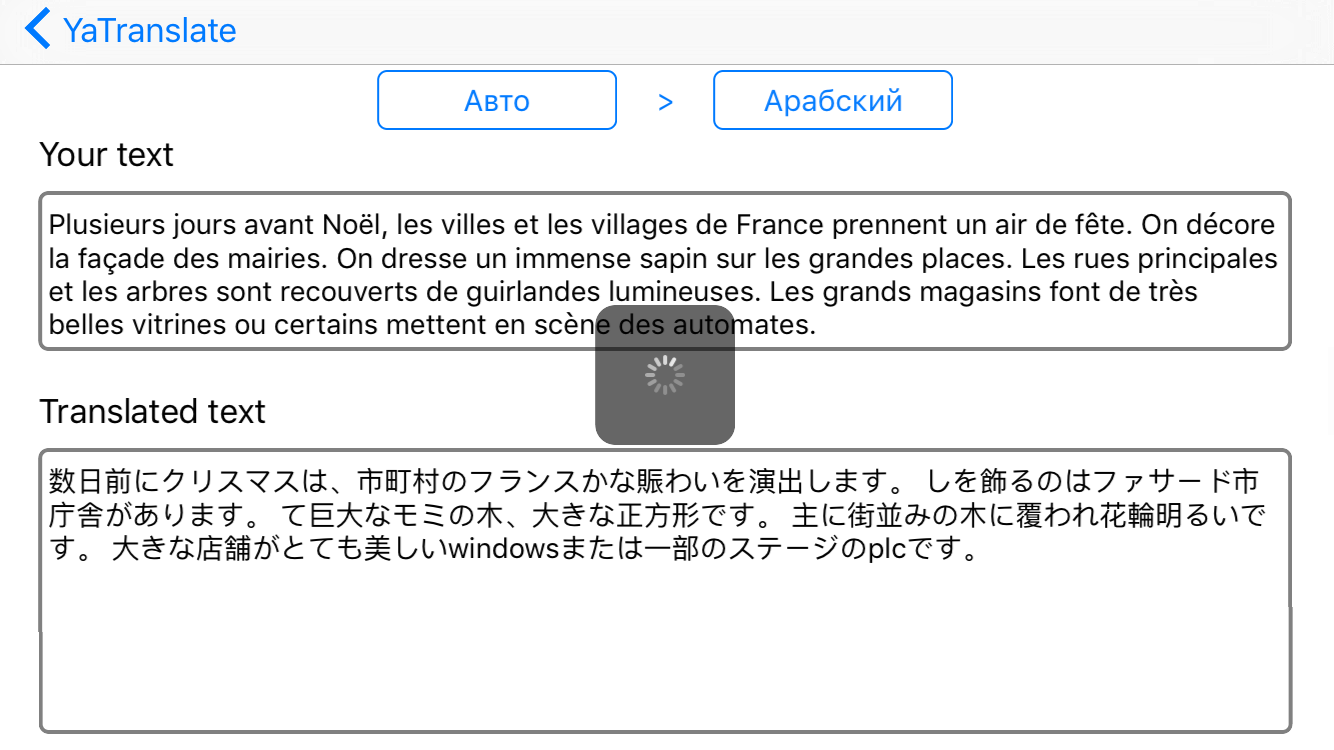 YaTranslate
Авто > Арабский
Your text
Plusieurs jours avant Noël, les villes et les villages de France prennent un air de fête. On décore
la façade des mairies. On dresse un immense sapin sur les grandes places. Les rues principales
et les arbres sont recouverts de guirlandes lumineuses. Les grands magasins font de très
belles vitrines ou certains mettent en scène des automates.
Translated text
数日前にクリスマスは、市町村のフランスかな賑わいを演出します。 しを飾るのはファサード市
庁舎があります。 て巨大なモミの木、大きな正方形です。 主に街並みの木に覆われ花輪明るいで
す。 大きな店舗がとても美しいwindowsまたは一部のステージのplcです。